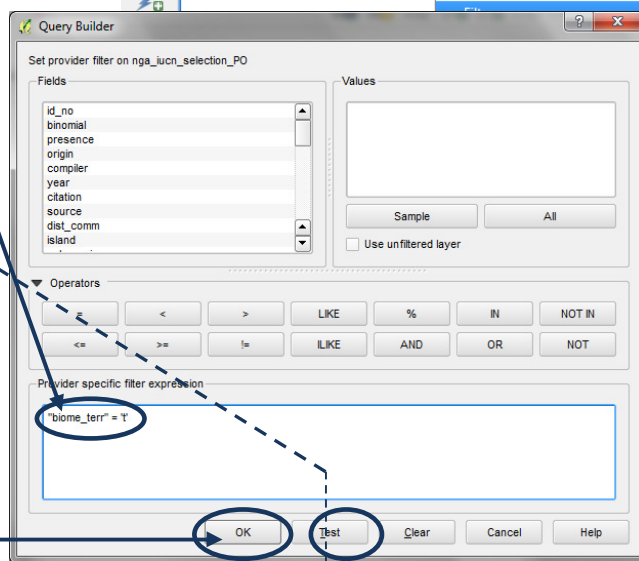 Query Builder
Set provider filter on nga_iucn_selection_PO
Fields
id_no
binomial
presence
origin
compiler
year
citation
source
dist_comm
island
Values
Sample All
Use unfiltered layer
Operators
= < > LIKE % IN NOT IN
<= >= != ILIKE AND OR NOT
Provider specific filter expression
"biome_terr" = 't'
OK Test Clear Cancel Help